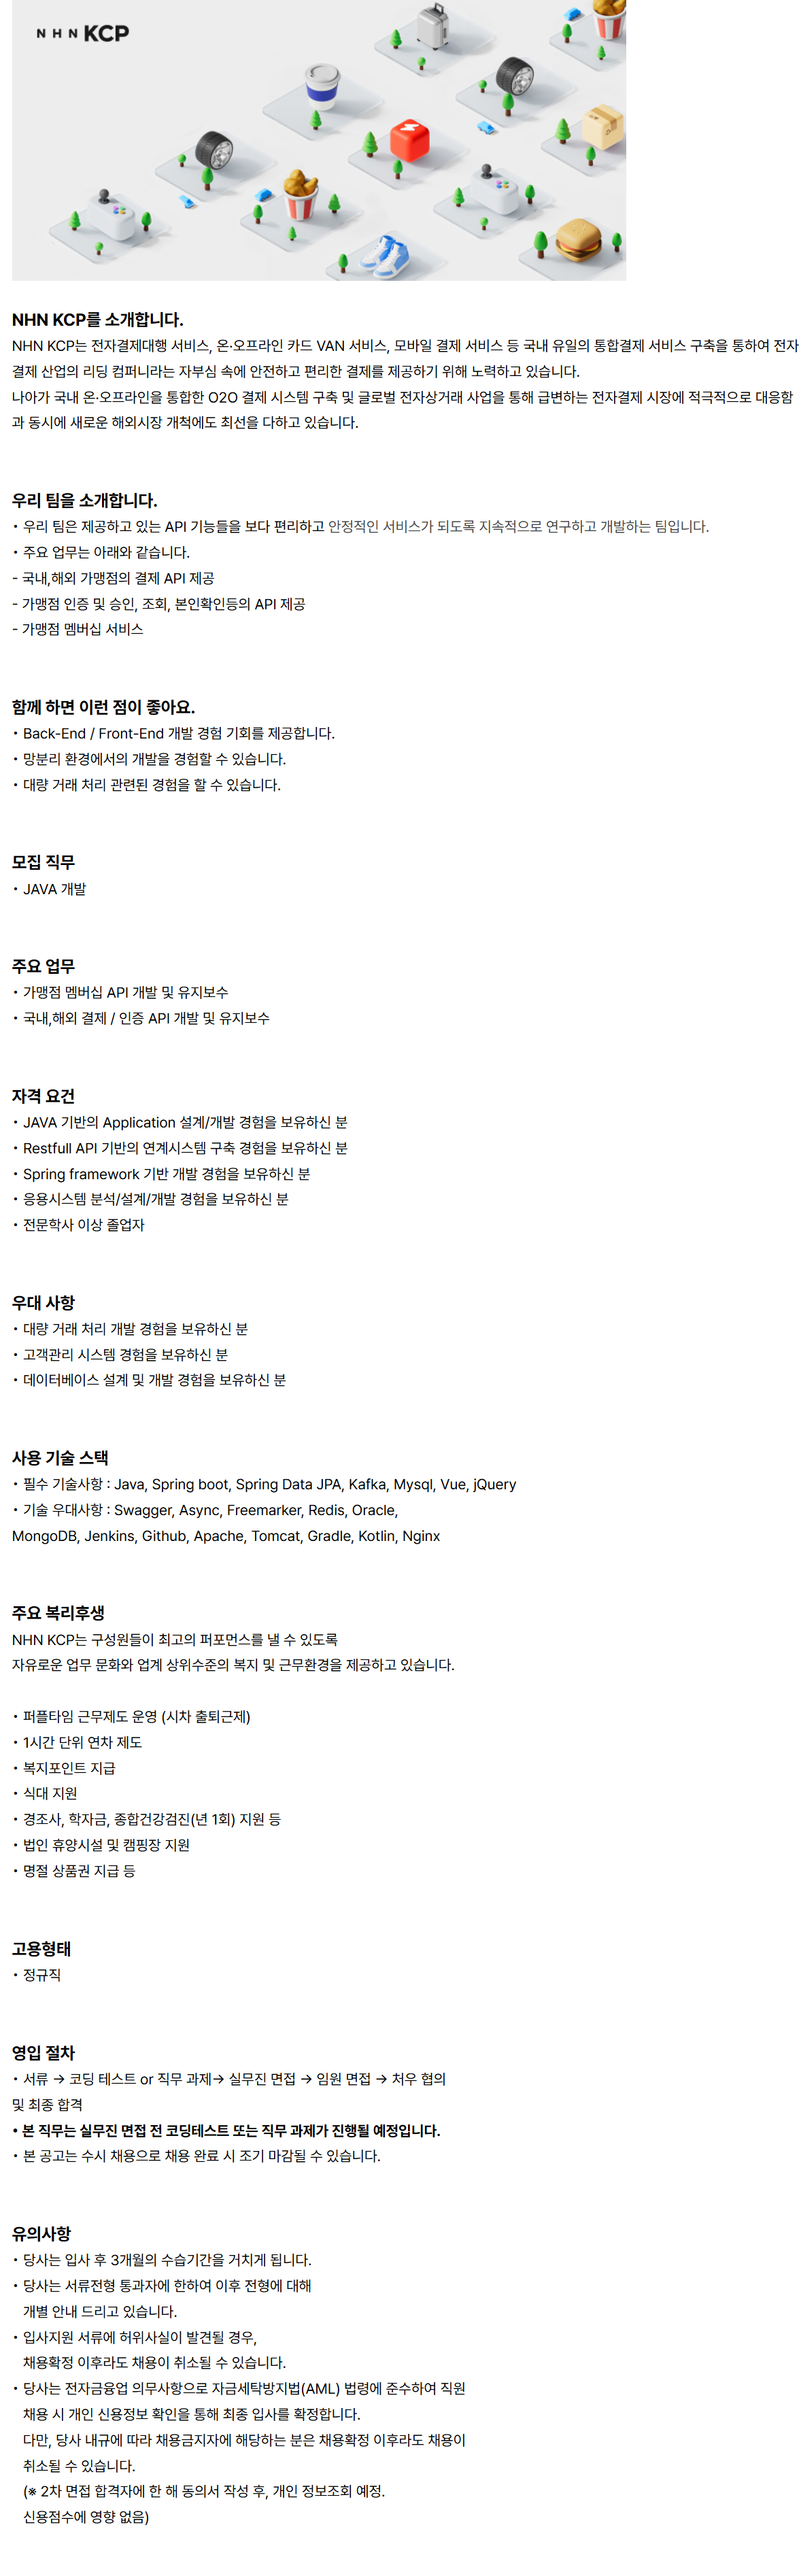 NHN KCP
NHN KCP를 소개합니다.
NHN KCP는 전자결제대행 서비스, 온·오프라인 카드 VAN 서비스, 모바일 결제 서비스 등 국내 유일의 통합결제 서비스 구축을 통하여 전자
결제 산업의 리딩 컴퍼니라는 자부심 속에 안전하고 편리한 결제를 제공하기 위해 노력하고 있습니다.
나아가 국내 온·오프라인을 통합한 O2O 결제 시스템 구축 및 글로벌 전자상거래 사업을 통해 급변하는 전자결제 시장에 적극적으로 대응함
과 동시에 새로운 해외시장 개척에도 최선을 다하고 있습니다.
우리 팀을 소개합니다.
• 우리 팀은 제공하고 있는 API 기능들을 보다 편리하고 안정적인 서비스가 되도록 지속적으로 연구하고 개발하는 팀입니다.
• 주요 업무는 아래와 같습니다.
- 국내,해외 가맹점의 결제 API 제공
- 가맹점 인증 및 승인, 조회, 본인확인등의 API 제공
- 가맹점 멤버십 서비스
함께 하면 이런 점이 좋아요.
• Back-End / Front-End 개발 경험 기회를 제공합니다.
• 망분리 환경에서의 개발을 경험할 수 있습니다.
• 대량 거래 처리 관련된 경험을 할 수 있습니다.
모집 직무
• JAVA 개발
주요 업무
• 가맹점 멤버십 API 개발 및 유지보수
• 국내,해외 결제 / 인증 API 개발 및 유지보수
자격 요건
• JAVA 기반의 Application 설계/개발 경험을 보유하신 분
• Restfull API 기반의 연계시스템 구축 경험을 보유하신 분
• Spring framework 기반 개발 경험을 보유하신 분
• 응용시스템 분석/설계/개발 경험을 보유하신 분
• 전문학사 이상 졸업자
우대 사항
• 대량 거래 처리 개발 경험을 보유하신 분
• 고객관리 시스템 경험을 보유하신 분
• 데이터베이스 설계 및 개발 경험을 보유하신 분
사용 기술 스택
• 필수 기술사항 : Java, Spring boot, Spring Data JPA, Kafka, Mysql, Vue, jQuery
• 기술 우대사항 : Swagger, Async, Freemarker, Redis, Oracle,
MongoDB, Jenkins, Github, Apache, Tomcat, Gradle, Kotlin, Nginx
주요 복리후생
NHN KCP는 구성원들이 최고의 퍼포먼스를 낼 수 있도록
자유로운 업무 문화와 업계 상위수준의 복지 및 근무환경을 제공하고 있습니다.
• 퍼플타임 근무제도 운영 (시차 출퇴근제)
• 1시간 단위 연차 제도
• 복지포인트 지급
• 식대 지원
• 경조사, 학자금, 종합건강검진(년 1회) 지원 등
• 법인 휴양시설 및 캠핑장 지원
• 명절 상품권 지급 등
고용형태
• 정규직
영입 절차
• 서류 → 코딩 테스트 or 직무 과제→ 실무진 면접 → 임원 면접 → 처우 협의
및 최종 합격
• 본 직무는 실무진 면접 전 코딩테스트 또는 직무 과제가 진행될 예정입니다.
• 본 공고는 수시 채용으로 채용 완료 시 조기 마감될 수 있습니다.
유의사항
• 당사는 입사 후 3개월의 수습기간을 거치게 됩니다.
• 당사는 서류전형 통과자에 한하여 이후 전형에 대해
개별 안내 드리고 있습니다.
• 입사지원 서류에 허위사실이 발견될 경우,
채용확정 이후라도 채용이 취소될 수 있습니다.
• 당사는 전자금융업 의무사항으로 자금세탁방지법(AML) 법령에 준수하여 직원
채용 시 개인 신용정보 확인을 통해 최종 입사를 확정합니다.
다만, 당사 내규에 따라 채용금지자에 해당하는 분은 채용확정 이후라도 채용이
취소될 수 있습니다.
(※ 2차 면접 합격자에 한 해 동의서 작성 후, 개인 정보조회 예정.
신용점수에 영향 없음)